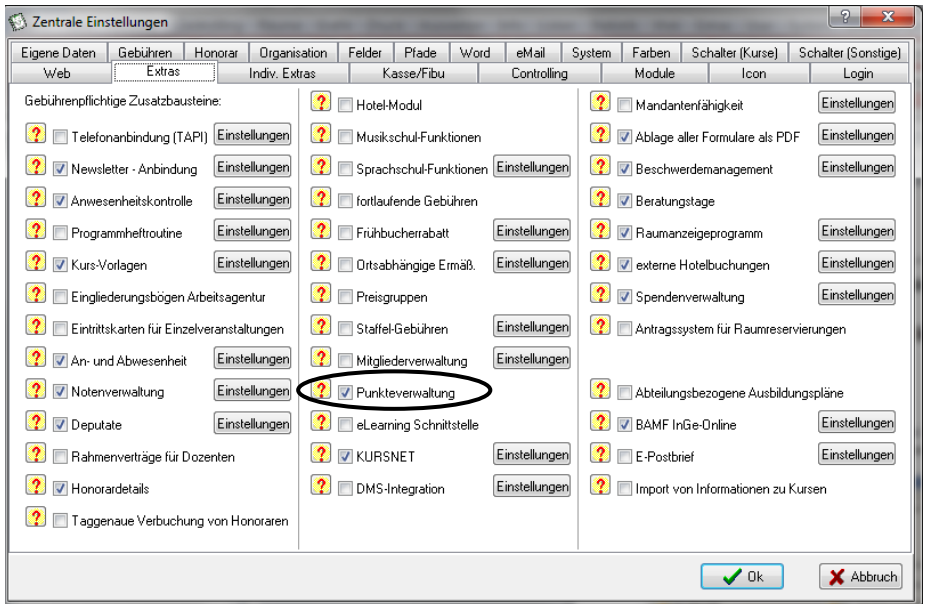 Zentrale Einstellungen
Eigene Daten Gebühren Honorar Organisation Felder Pfade Word eMail System Farben Schalter (Kurse) Schalter (Sonstige)
Web Extras Indiv. Extras Kasse/Fibu Controlling Module Icon Login
Gebührenpflichtige Zusatzbausteine:
? Telefonanbindung (TAPI) Einstellungen
? Newsletter - Anbindung Einstellungen
? Anwesenheitskontrolle Einstellungen
? Programmheftroutine Einstellungen
? Kurs-Vorlagen Einstellungen
? Eingliederungsbögen Arbeitsagentur
? Eintrittskarten für Einzelveranstaltungen
? An- und Abwesenheit Einstellungen
? Notenverwaltung Einstellungen
? Deputate Einstellungen
? Rahmenverträge für Dozenten
? Honorardetails
? Taggenaue Verbuchung von Honoraren
? Hotel-Modul
? Musikschul-Funktionen
? Sprachschul-Funktionen Einstellungen
? fortlaufende Gebühren
? Frühbucherrabatt Einstellungen
? Ortsabhängige Ermäß. Einstellungen
? Preisgruppen
? Staffel-Gebühren Einstellungen
? Mitgliederverwaltung Einstellungen
? Punkteverwaltung
? eLearning Schnittstelle
? KURSNET Einstellungen
? DMS-Integration Einstellungen
? Mandantenfähigkeit Einstellungen
? Ablage aller Formulare als PDF Einstellungen
? Beschwerdemanagement Einstellungen
? Beratungstage
? Raumanzeigeprogramm Einstellungen
? externe Hotelbuchungen Einstellungen
? Spendenverwaltung Einstellungen
? Antragssystem für Raumreservierungen
? Abteilungsbezogene Ausbildungspläne
? BAMF InGe-Online Einstellungen
? E-Postbrief Einstellungen
? Import von Informationen zu Kursen
Ok Abbruch